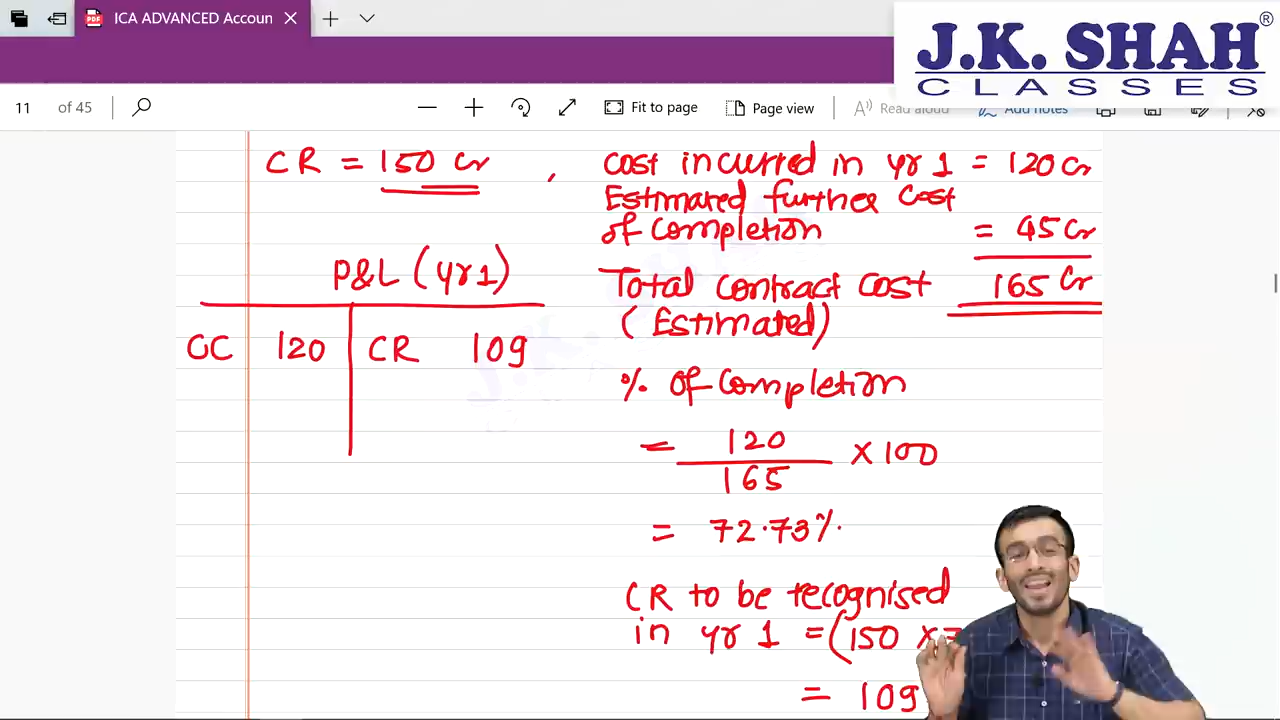 ICA ADVANCED Accoun
J.K. SHAH®
CLASSES
11 of 45
Fit to page
Page view
Read aloud
Add notes
CR = 150 Cr ,
Cost incurred in yr 1 = 120 Cr
Estimated further Cost
of Completion = 45 Cr
Total contract Cost 165 Cr
(Estimated)
P&L (yr 1)
CC 120 CR 109
% of Completion
= 120
165 × 100
= 72.73%
CR to be recognised
in yr 1 = (150 × 7
= 109